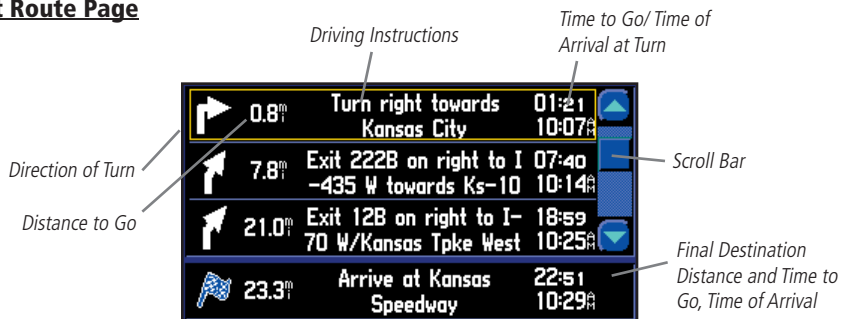 t Route Page
Time to Go/ Time of
Driving Instructions
Arrival at Turn
0.8mi Turn right towards 01:21
Kansas City 10:07AM
Direction of Turn
7.8mi Exit 222B on right to I 07:40
-435 W towards Ks-10 10:14AM
Scroll Bar
Distance to Go
21.0mi Exit 12B on right to I- 18:59
70 W/Kansas Tpke West 10:25AM
23.3mi Arrive at Kansas 22:51
Speedway 10:29AM
Final Destination
Distance and Time to
Go, Time of Arrival